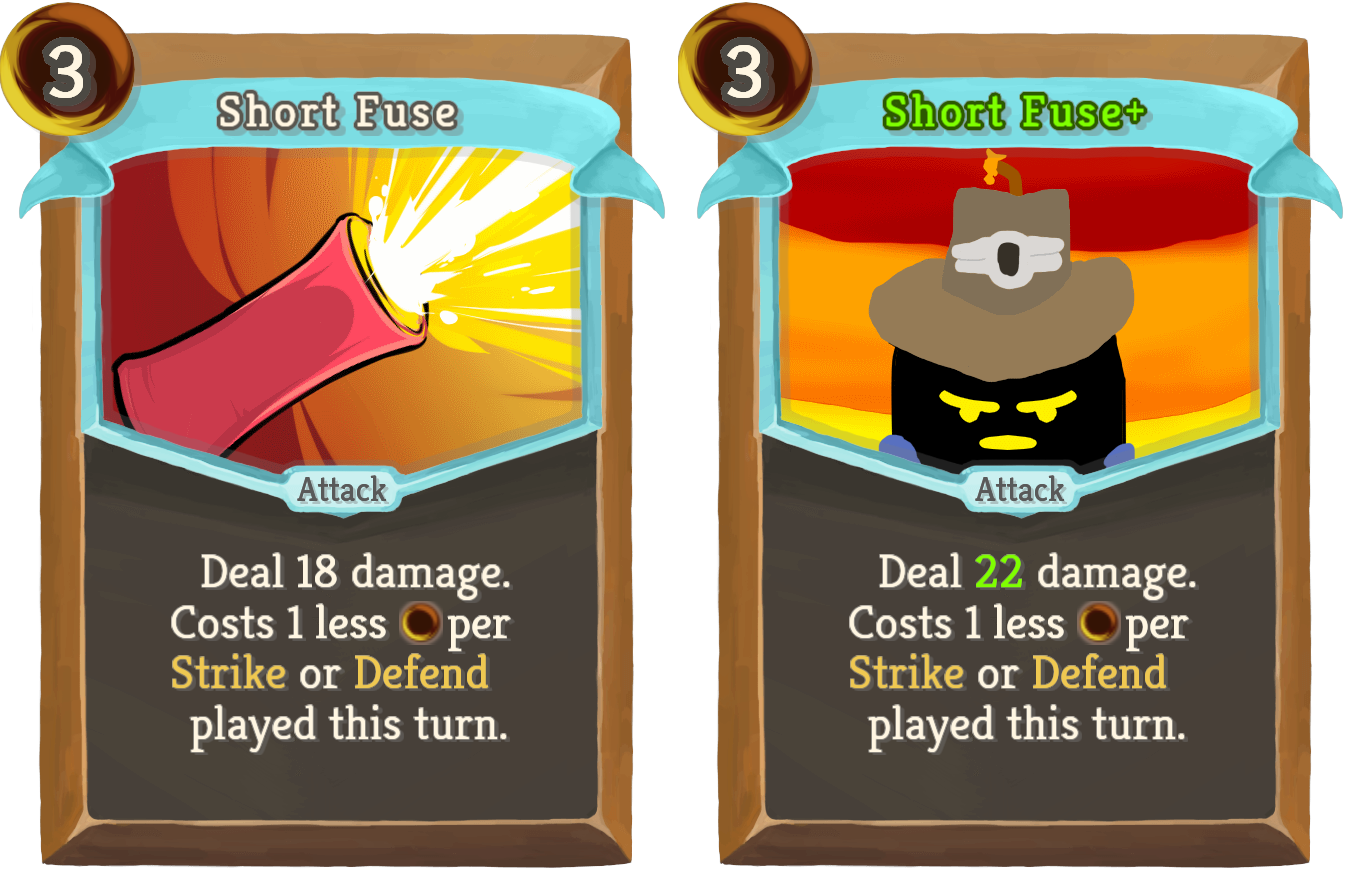 3
Short Fuse
Attack
Deal 18 damage.
Costs 1 less per
Strike or Defend
played this turn.
3
Short Fuse+
Attack
Deal 22 damage.
Costs 1 less per
Strike or Defend
played this turn.